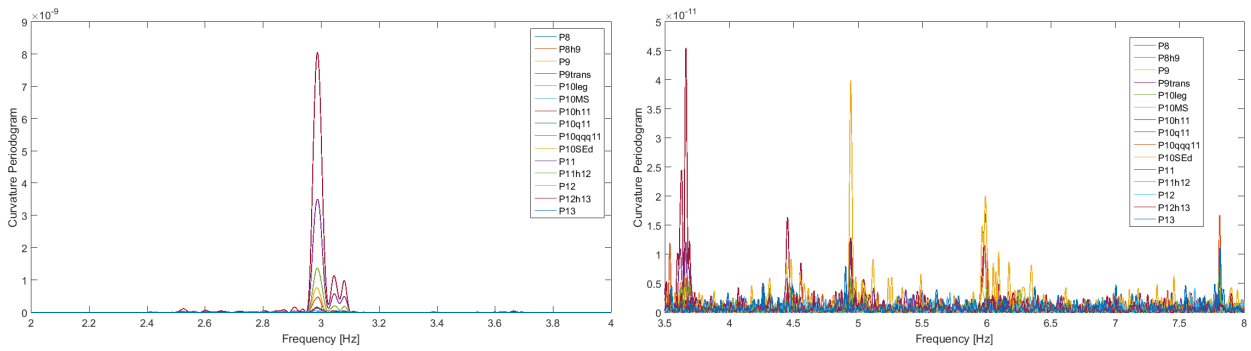 ×10⁻⁹
9
8
7
6
5
4
3
2
1
0
Curvature Periodogram
2
2.2
2.4
2.6
2.8
3
3.2
3.4
3.6
3.8
4
Frequency [Hz]
P8
P8h9
P9
P9trans
P10leg
P10MS
P10h11
P10q11
P10qqq11
P10SEd
P11
P11h12
P12
P12h13
P13
×10⁻¹¹
5
4.5
4
3.5
3
2.5
2
1.5
1
0.5
0
Curvature Periodogram
3.5
4
4.5
5
5.5
6
6.5
7
7.5
8
Frequency [Hz]
P8
P8h9
P9
P9trans
P10leg
P10MS
P10h11
P10q11
P10qqq11
P10SEd
P11
P11h12
P12
P12h13
P13